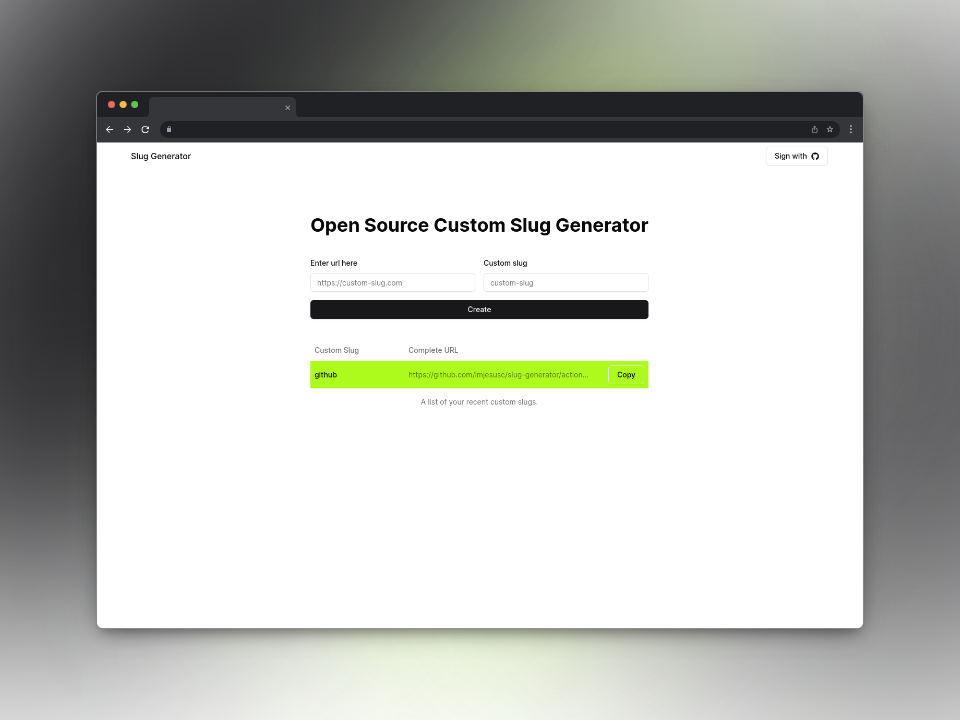 Slug Generator
Sign with
Open Source Custom Slug Generator
Enter url here
Custom slug
https://custom-slug.com
custom-slug
Create
Custom Slug
Complete URL
github
https://github.com/imjesusc/slug-generator/action...
Copy
A list of your recent custom slugs.